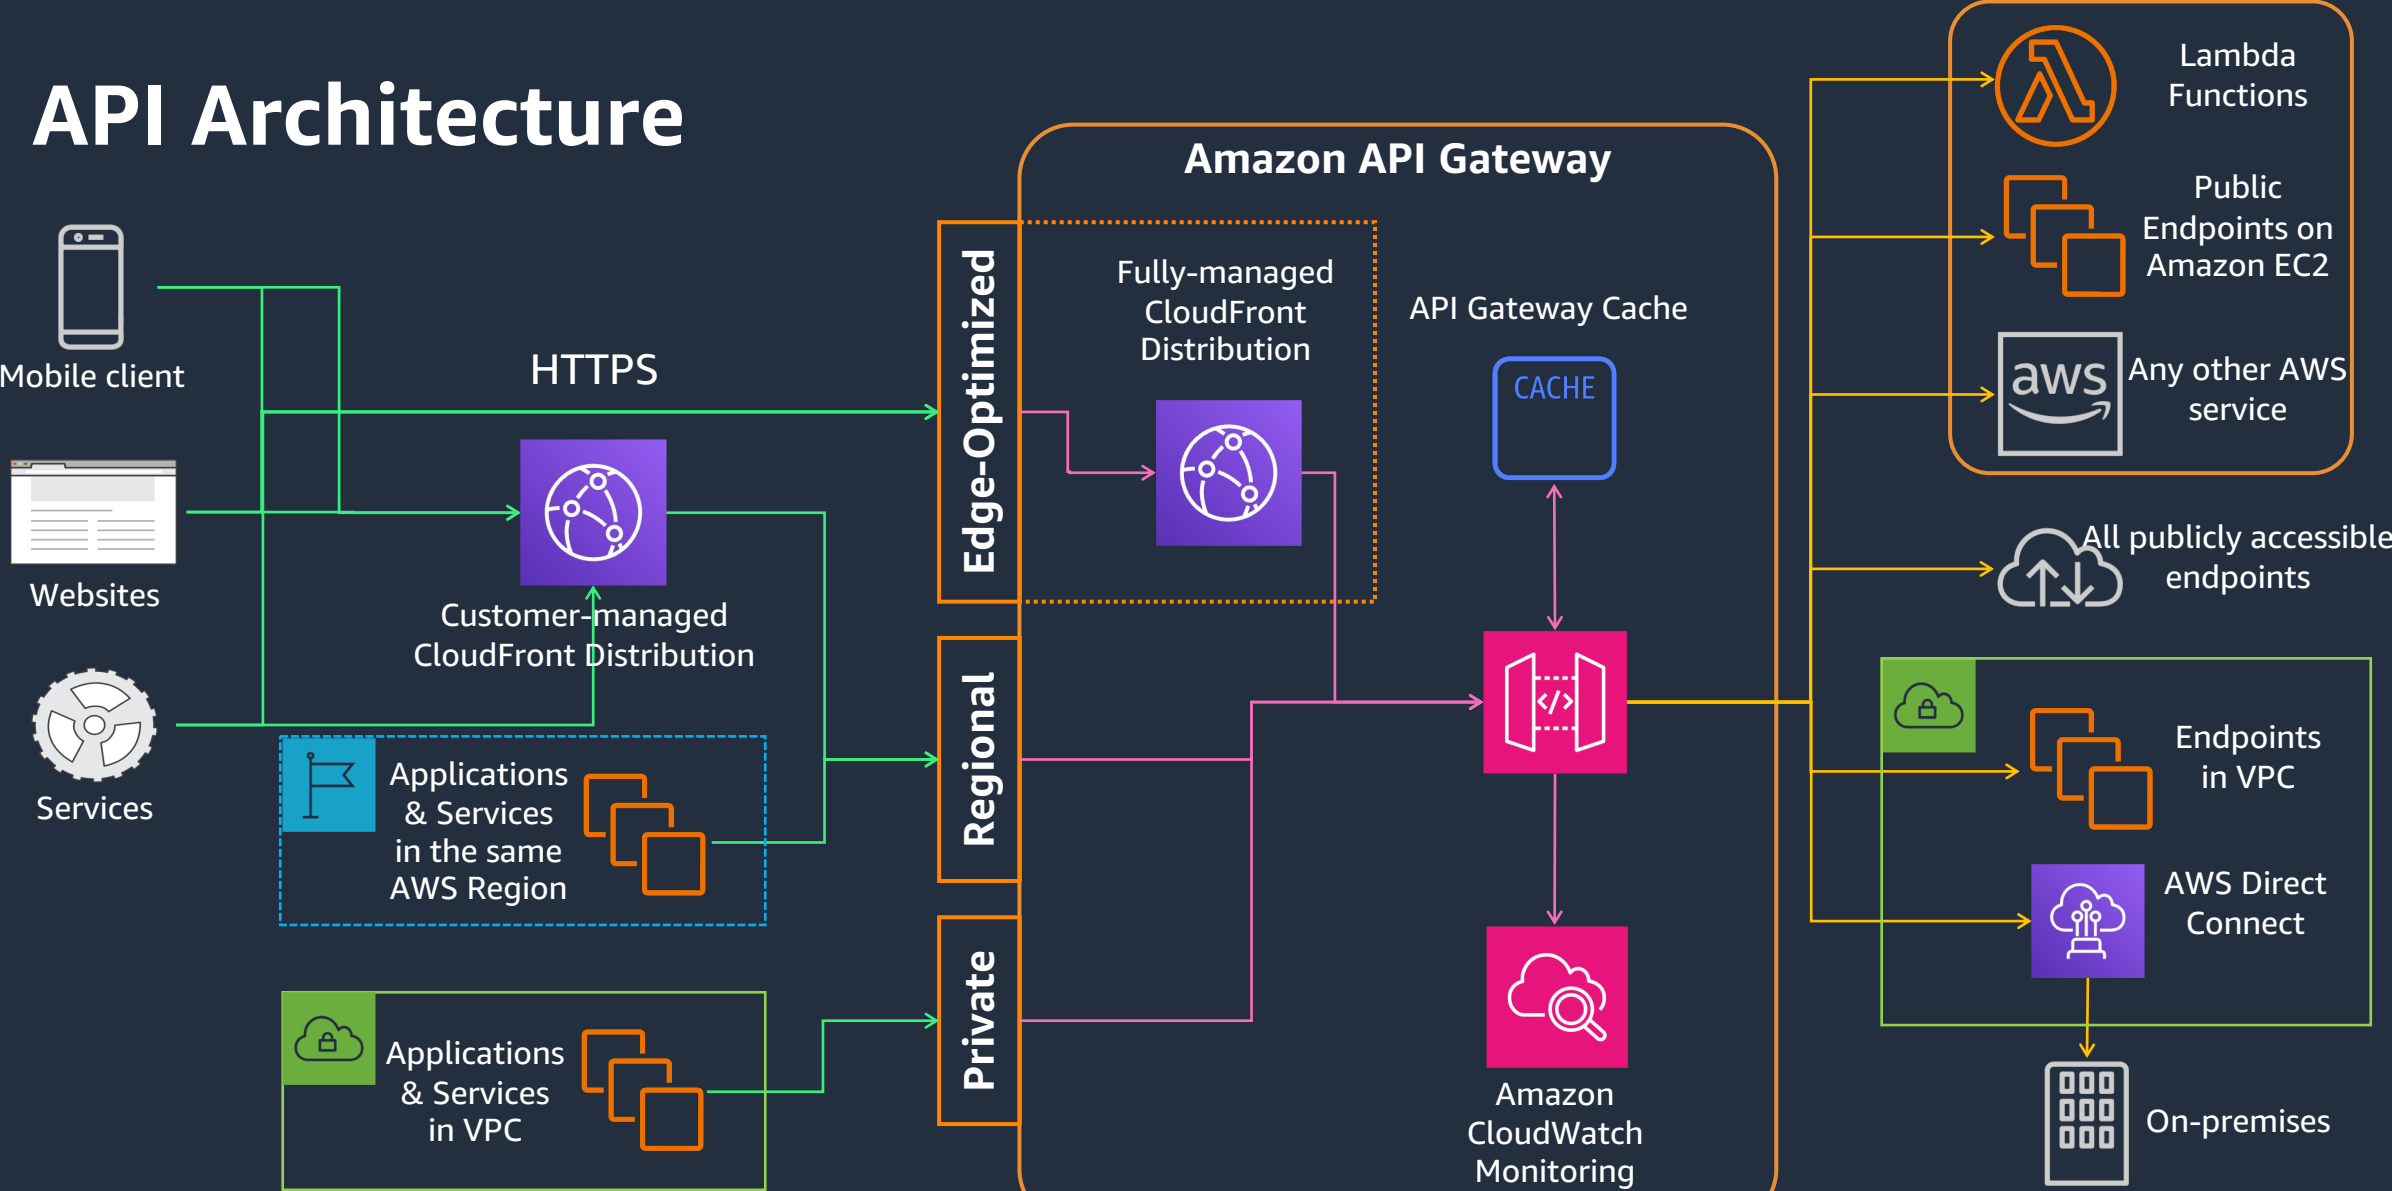 API Architecture
Mobile client
Websites
Services
HTTPS
Customer-managed
CloudFront Distribution
Applications
& Services
in the same
AWS Region
Applications
& Services
in VPC
Edge-Optimized
Regional
Private
Amazon API Gateway
Fully-managed
CloudFront
Distribution
API Gateway Cache
CACHE
</>
Amazon
CloudWatch
Monitoring
Lambda
Functions
Public
Endpoints on
Amazon EC2
aws
Any other AWS
service
All publicly accessible
endpoints
Endpoints
in VPC
AWS Direct
Connect
On-premises